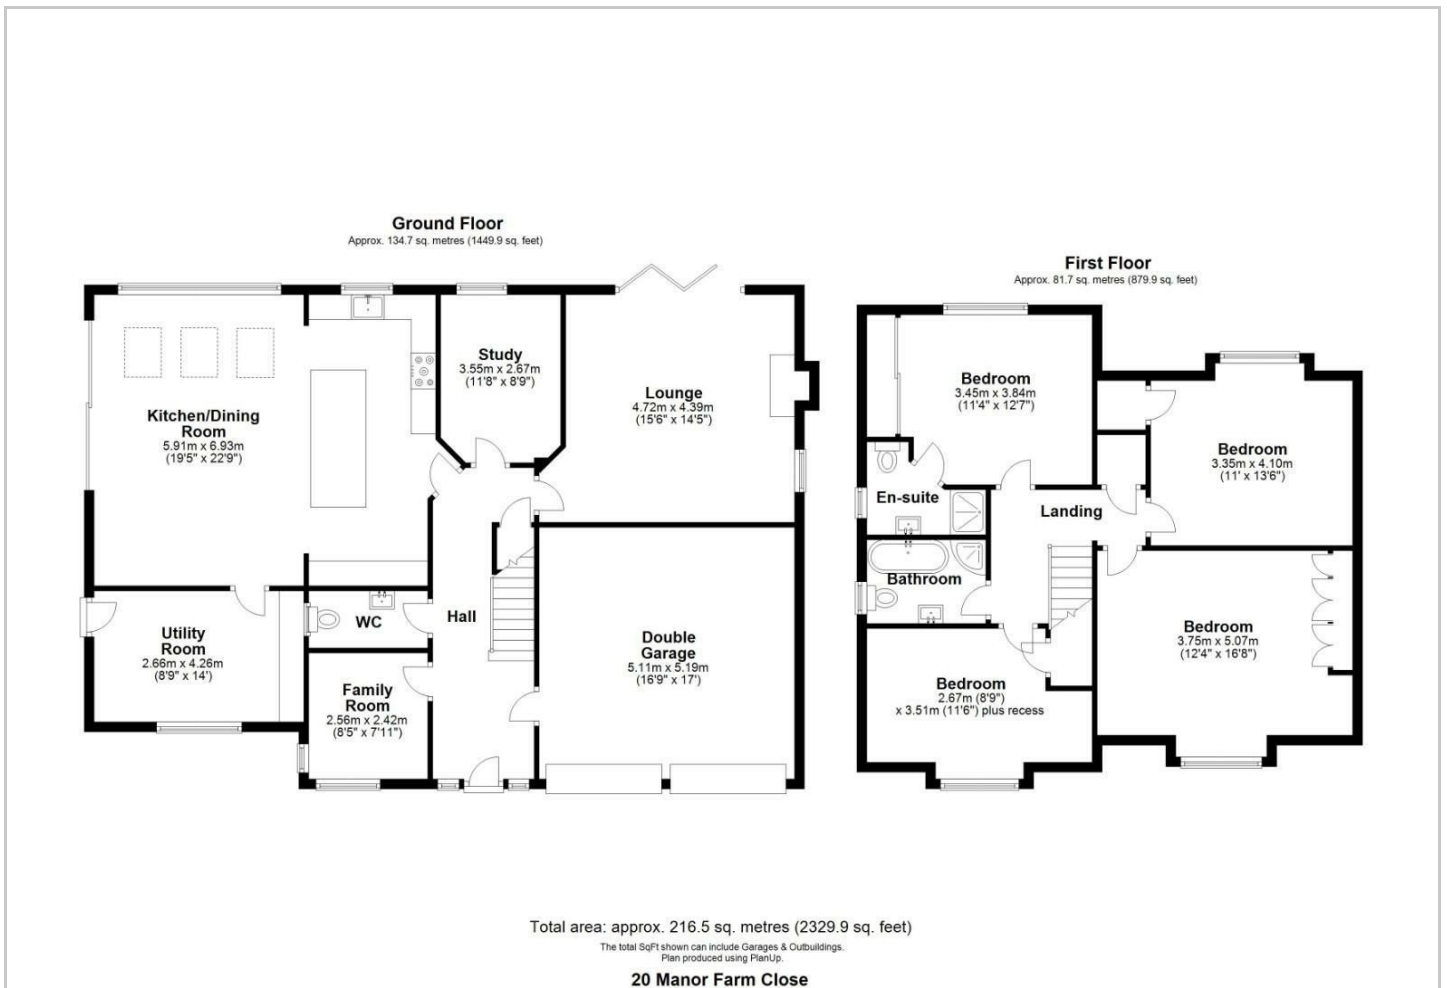 Ground Floor
Approx. 134.7 sq. metres (1449.9 sq. feet)
Kitchen/Dining
Room
5.91m x 6.93m
(19'5" x 22'9")
Study
3.55m x 2.67m
(11'8" x 8'9")
Lounge
4.72m x 4.39m
(15'6" x 14'5")
Utility
Room
2.66m x 4.26m
(8'9" x 14')
WC
Hall
Family
Room
2.56m x 2.42m
(8'5" x 7'11")
Double
Garage
5.11m x 5.19m
(16'9" x 17')
First Floor
Approx. 81.7 sq. metres (879.9 sq. feet)
Bedroom
3.45m x 3.84m
(11'4" x 12'7")
Bedroom
3.35m x 4.10m
(11' x 13'6")
En-suite
Landing
Bathroom
Bedroom
3.75m x 5.07m
(12'4" x 16'8")
Bedroom
2.67m (8'9")
x 3.51m (11'6") plus recess
Total area: approx. 216.5 sq. metres (2329.9 sq. feet)
The total SqFt shown can include Garages & Outbuildings.
Plan produced using PlanUp.
20 Manor Farm Close